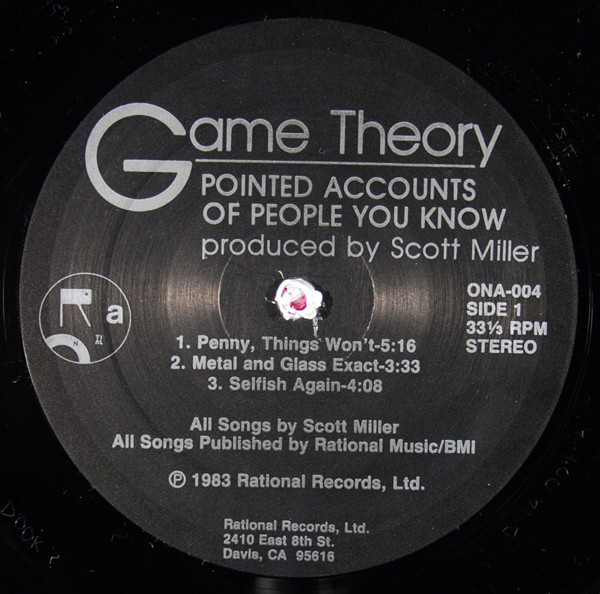 Game Theory
POINTED ACCOUNTS
OF PEOPLE YOU KNOW
produced by Scott Miller
a
ONA-004
SIDE 1
33⅓ RPM
STEREO
1. Penny, Things Won't-5:16
2. Metal and Glass Exact-3:33
3. Selfish Again-4:08
All Songs by Scott Miller
All Songs Published by Rational Music/BMI
℗ 1983 Rational Records, Ltd.
Rational Records, Ltd.
2410 East 8th St.
Davis, CA 95616